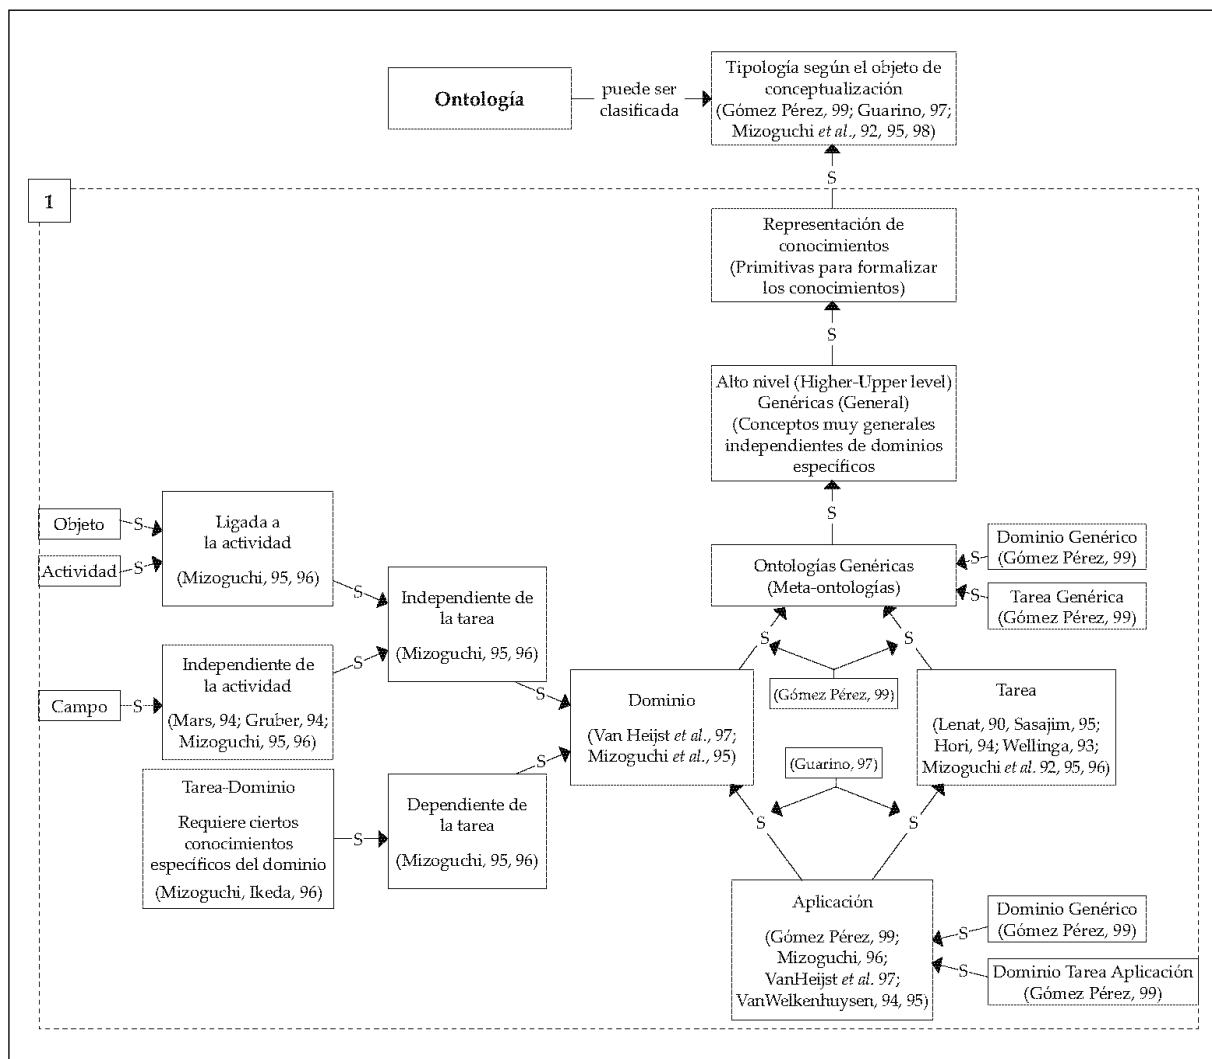 Ontología
puede ser
clasificada
Tipología según el objeto de
conceptualización
(Gómez Pérez, 99; Guarino, 97;
Mizoguchi et al., 92, 95, 98)
S
1
Representación de
conocimientos
(Primitivas para formalizar
los conocimientos)
S
Alto nivel (Higher-Upper level)
Genéricas (General)
(Conceptos muy generales
independientes de dominios
específicos
S
Objeto
S
Actividad
S
Ligada a
la actividad
(Mizoguchi, 95, 96)
S
Independiente de
la tarea
(Mizoguchi, 95, 96)
S
Ontologías Genéricas
(Meta-ontologías)
S
Dominio Genérico
(Gómez Pérez, 99)
S
Tarea Genérica
(Gómez Pérez, 99)
S
S
(Gómez Pérez, 99)
Campo
S
Independiente de
la actividad
(Mars, 94; Gruber, 94;
Mizoguchi, 95, 96)
S
Dominio
(Van Heijst et al., 97;
Mizoguchi et al., 95)
Tarea
(Lenat, 90, Sasajim, 95;
Hori, 94; Wellinga, 93;
Mizoguchi et al. 92, 95, 96)
(Guarino, 97)
S
S
Tarea-Dominio
Requiere ciertos
conocimientos
específicos del dominio
(Mizoguchi, Ikeda, 96)
S
Dependiente de
la tarea
(Mizoguchi, 95, 96)
S
Aplicación
(Gómez Pérez, 99;
Mizoguchi, 96;
VanHeijst et al. 97;
VanWelkenhuysen, 94, 95)
S
Dominio Genérico
(Gómez Pérez, 99)
S
Dominio Tarea Aplicación
(Gómez Pérez, 99)